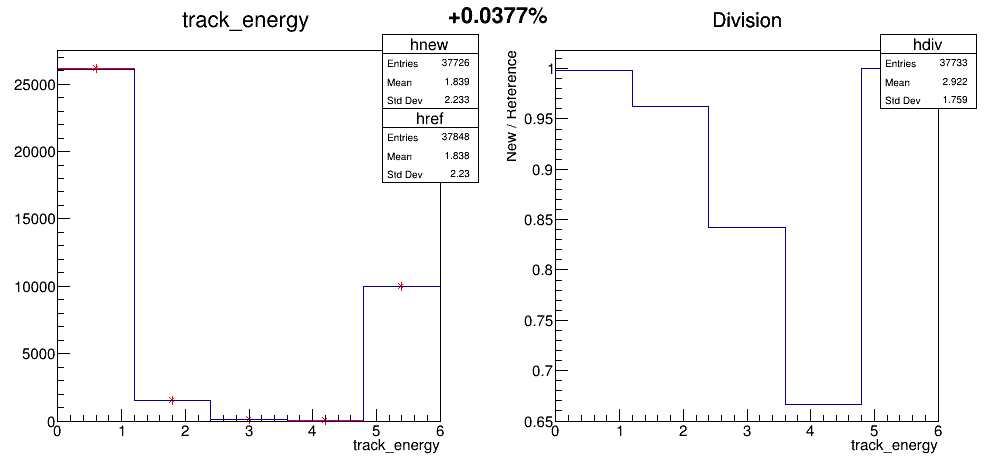 track_energy
+0.0377%
Division
hnew
Entries 37726
Mean 1.839
Std Dev 2.233
href
Entries 37848
Mean 1.838
Std Dev 2.23
25000
20000
15000
10000
5000
0
0 1 2 3 4 5 6
track_energy
hdiv
Entries 37733
Mean 2.922
Std Dev 1.759
New / Reference
1
0.95
0.9
0.85
0.8
0.75
0.7
0.65
0 1 2 3 4 5 6
track_energy